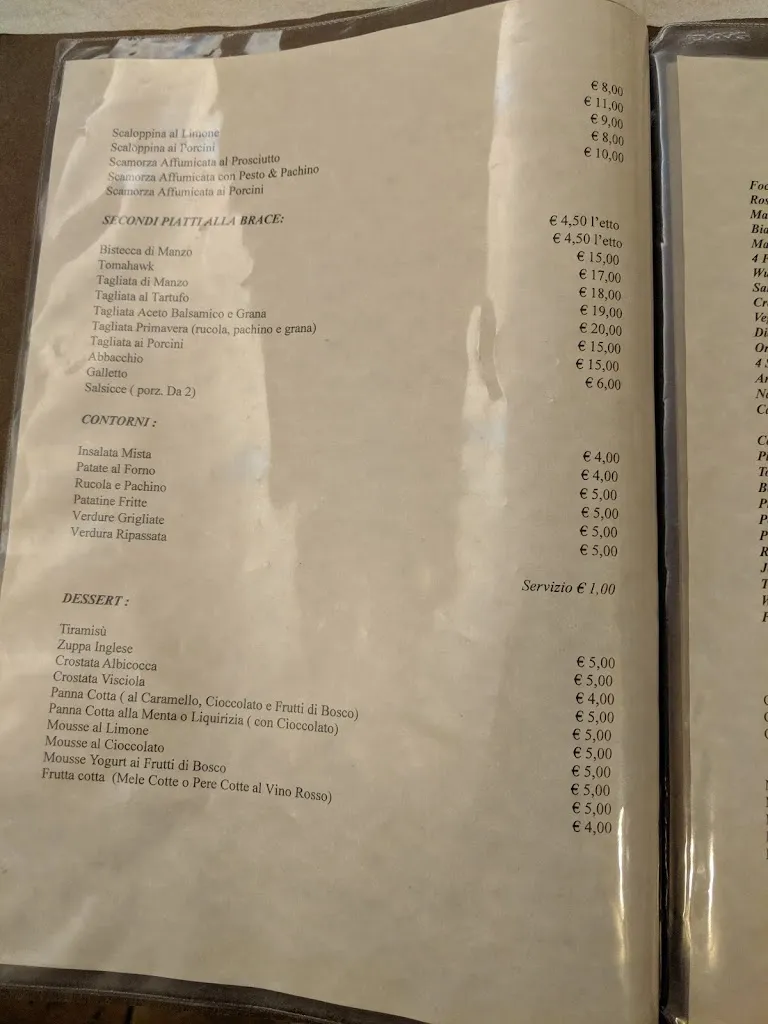 Scaloppina al Limone € 8,00
Scaloppina ai Porcini € 11,00
Scamorza Affumicata al Prosciutto € 9,00
Scamorza Affumicata con Pesto & Pachino € 8,00
Scamorza Affumicata ai Porcini € 10,00
SECONDI PIATTI ALLA BRACE:
Bistecca di Manzo € 4,50 l'etto
Tomahawk € 4,50 l'etto
Tagliata di Manzo € 15,00
Tagliata al Tartufo € 17,00
Tagliata Aceto Balsamico e Grana € 18,00
Tagliata Primavera (rucola, pachino e grana) € 19,00
Tagliata ai Porcini € 20,00
Abbacchio € 15,00
Galletto € 15,00
Salsicce ( porz. Da 2) € 6,00
CONTORNI :
Insalata Mista € 4,00
Patate al Forno € 4,00
Rucola e Pachino € 5,00
Patatine Fritte € 5,00
Verdure Grigliate € 5,00
Verdura Ripassata € 5,00
Servizio € 1,00
DESSERT :
Tiramisù € 5,00
Zuppa Inglese € 5,00
Crostata Albicocca € 4,00
Crostata Visciola € 5,00
Panna Cotta ( al Caramello, Cioccolato e Frutti di Bosco) € 5,00
Panna Cotta alla Menta o Liquirizia ( con Cioccolato) € 5,00
Mousse al Limone € 5,00
Mousse al Cioccolato € 5,00
Mousse Yogurt ai Frutti di Bosco € 5,00
Frutta cotta (Mele Cotte o Pere Cotte al Vino Rosso) € 4,00